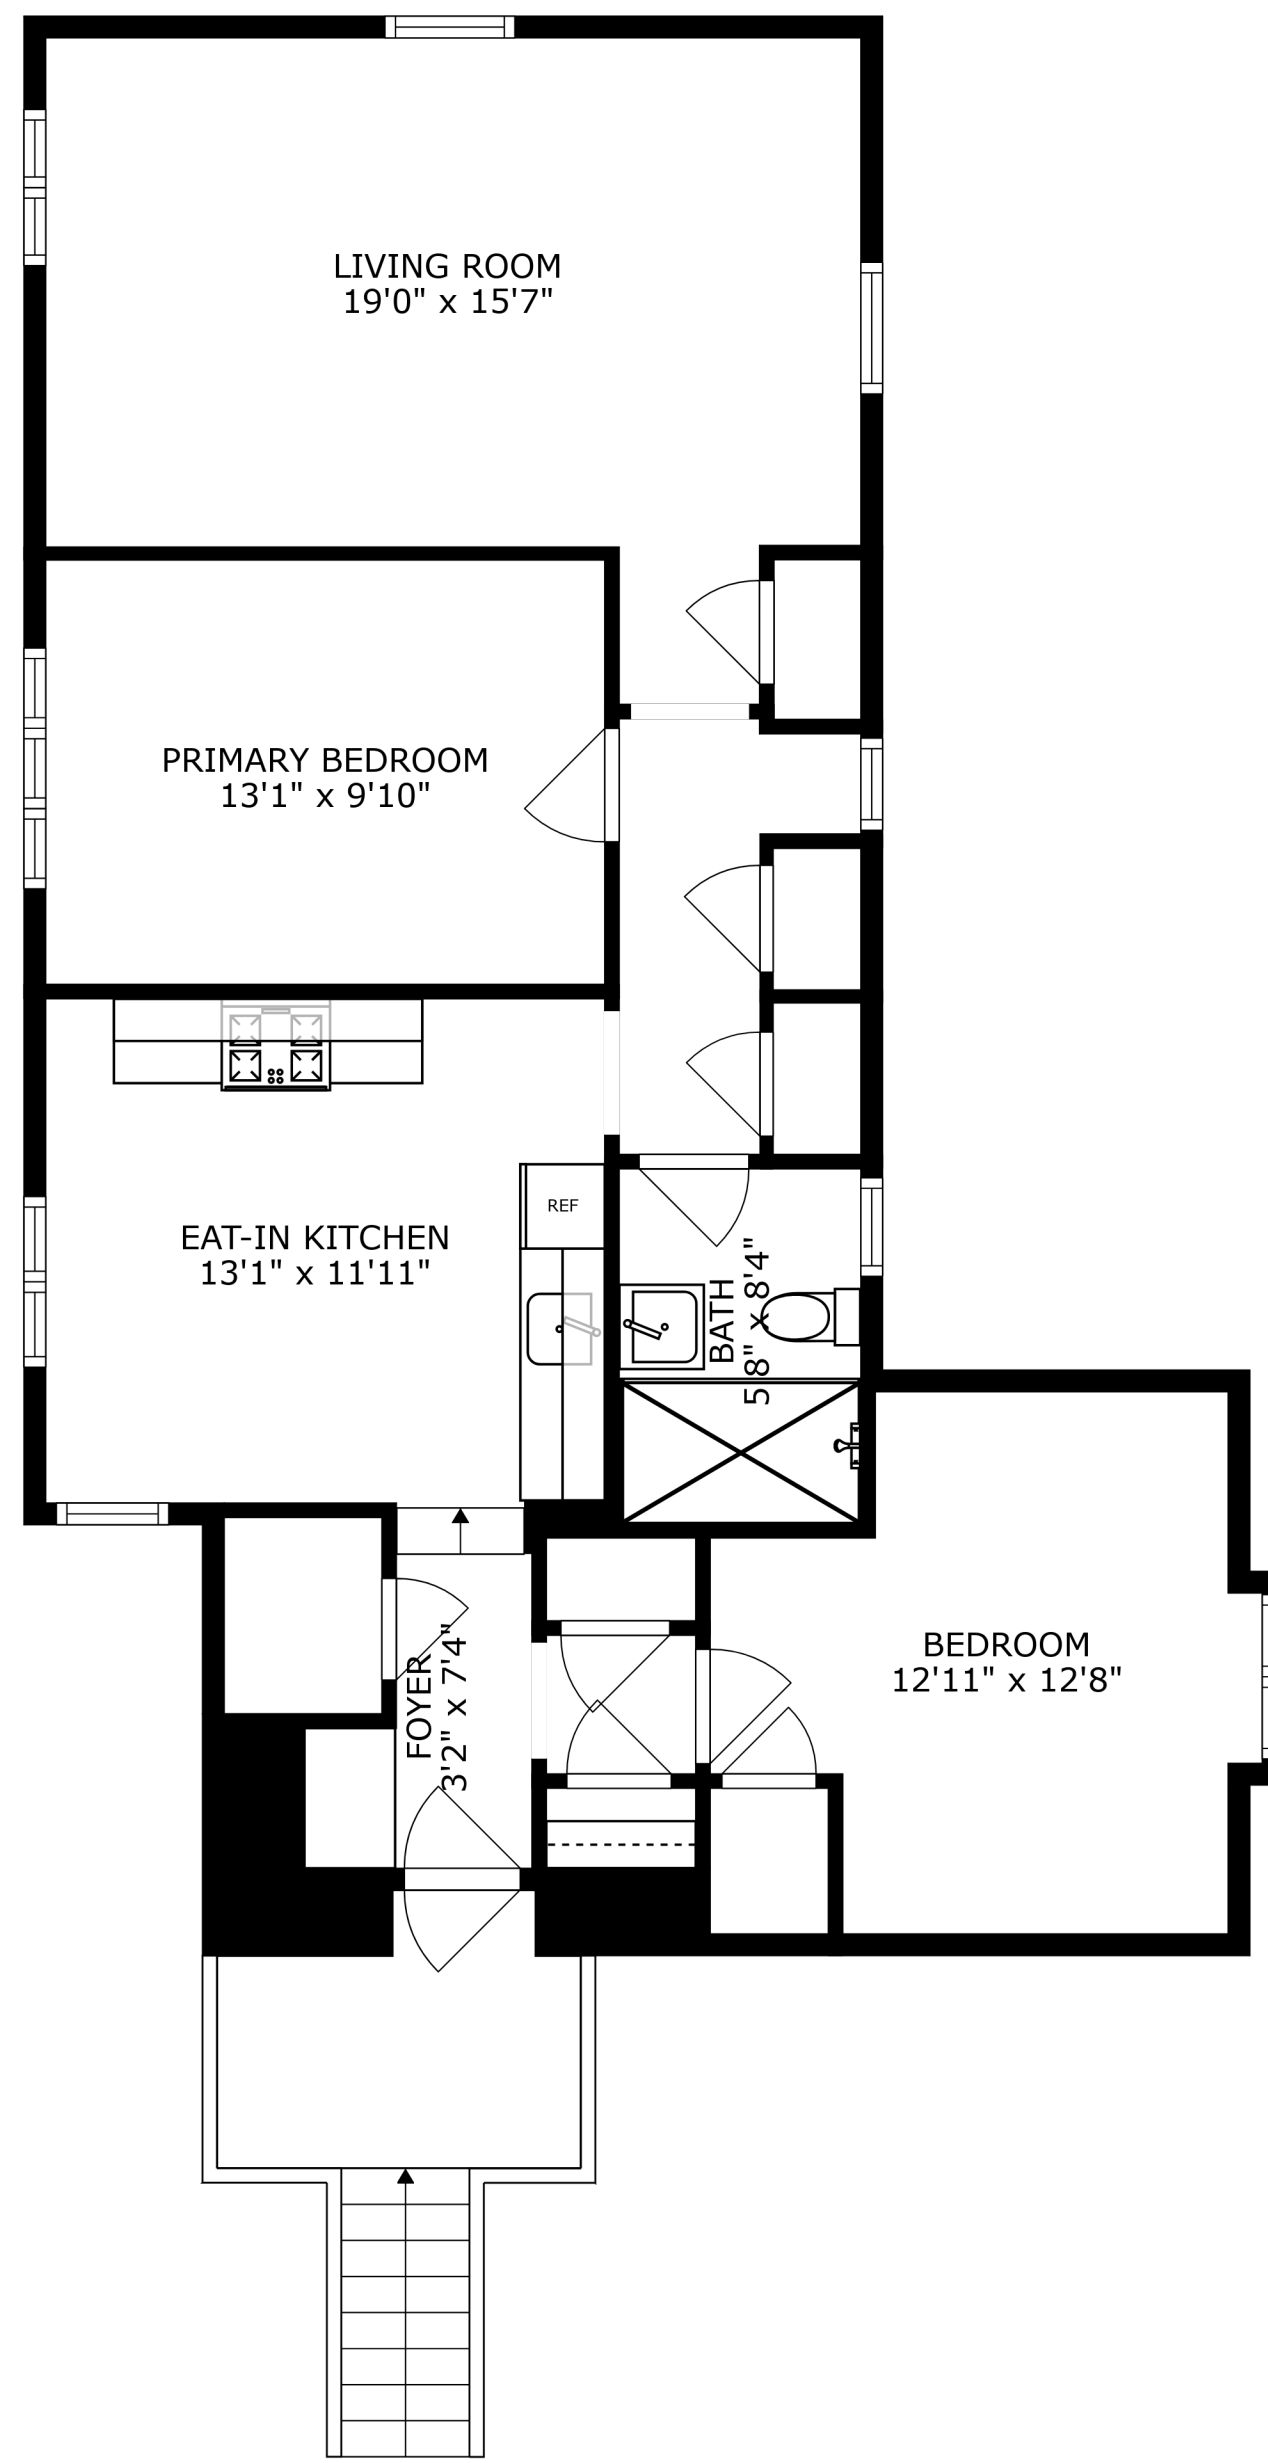 LIVING ROOM
19'0" x 15'7"
PRIMARY BEDROOM
13'1" x 9'10"
EAT-IN KITCHEN
13'1" x 11'11"
REF
BATH
5'8" x 8'4"
BEDROOM
12'11" x 12'8"
FOYER
3'2" x 7'4"